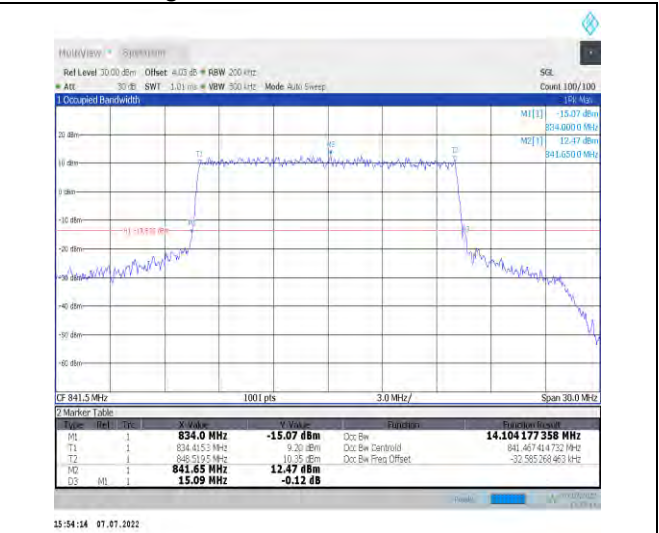 MultiView Spectrum
Ref Level 30.00 dBm Offset 4.03 dB RBW 200 kHz SGL
Att 30 dB SWT 1.01 ms VBW 300 kHz Mode Auto Sweep Count 100/100
1 Occupied Bandwidth 1Pk Max
M1[1] -15.07 dBm
834.0000 MHz
M2[1] 12.47 dBm
841.6500 MHz
20 dBm
10 dBm
0 dBm
-10 dBm
-20 dBm
-30 dBm
-40 dBm
-50 dBm
-60 dBm
T1
M2
T2
M1
CF 841.5 MHz 1001 pts 3.0 MHz/ Span 30.0 MHz
2 Marker Table
Type Ref Trc X-Value Y-Value Function Function Result
M1 1 834.0 MHz -15.07 dBm Occ Bw 14.104177358 MHz
T1 1 834.4153 MHz 9.20 dBm Occ Bw Centroid 841.467414732 MHz
T2 1 848.5195 MHz 10.35 dBm Occ Bw Freq Offset -32.585268463 kHz
M2 1 841.65 MHz 12.47 dBm
D3 M1 1 15.09 MHz -0.12 dB
15:54:14 07.07.2022